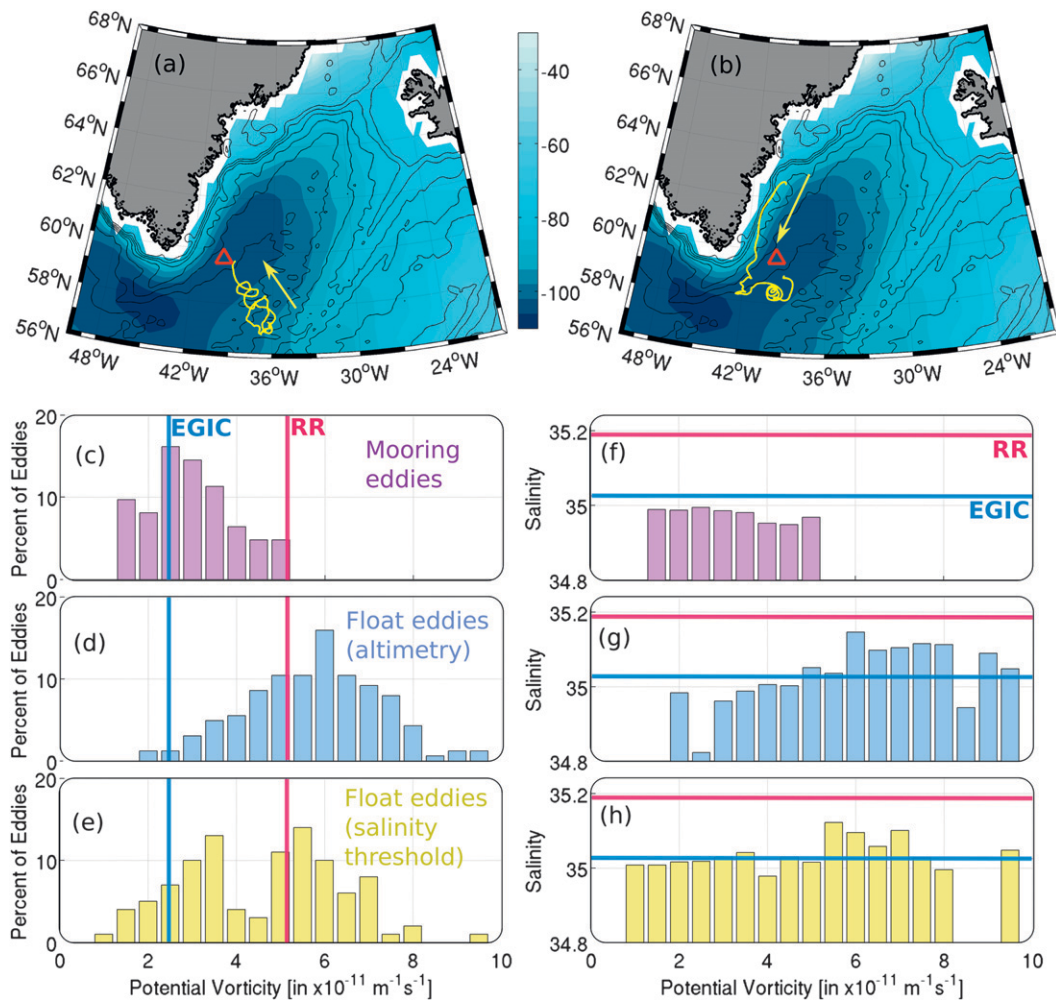 68°N
66°N
64°N
62°N
60°N
58°N
56°N
(a)
48°W
42°W
36°W
30°W
24°W
-40
-60
-80
-100
68°N
66°N
64°N
62°N
60°N
58°N
56°N
(b)
48°W
42°W
36°W
30°W
24°W
20
10
0
Percent of Eddies
(c)
EGIC
RR
Mooring
eddies
35.2
35
34.8
Salinity
(f)
RR
EGIC
20
10
0
Percent of Eddies
(d)
Float eddies
(altimetry)
35.2
35
34.8
Salinity
(g)
20
10
0
Percent of Eddies
(e)
Float eddies
(salinity
threshold)
35.2
35
34.8
Salinity
(h)
0 2 4 6 8 10
Potential Vorticity [in x10⁻¹¹ m⁻¹s⁻¹]
0 2 4 6 8 10
Potential Vorticity [in x10⁻¹¹ m⁻¹s⁻¹]